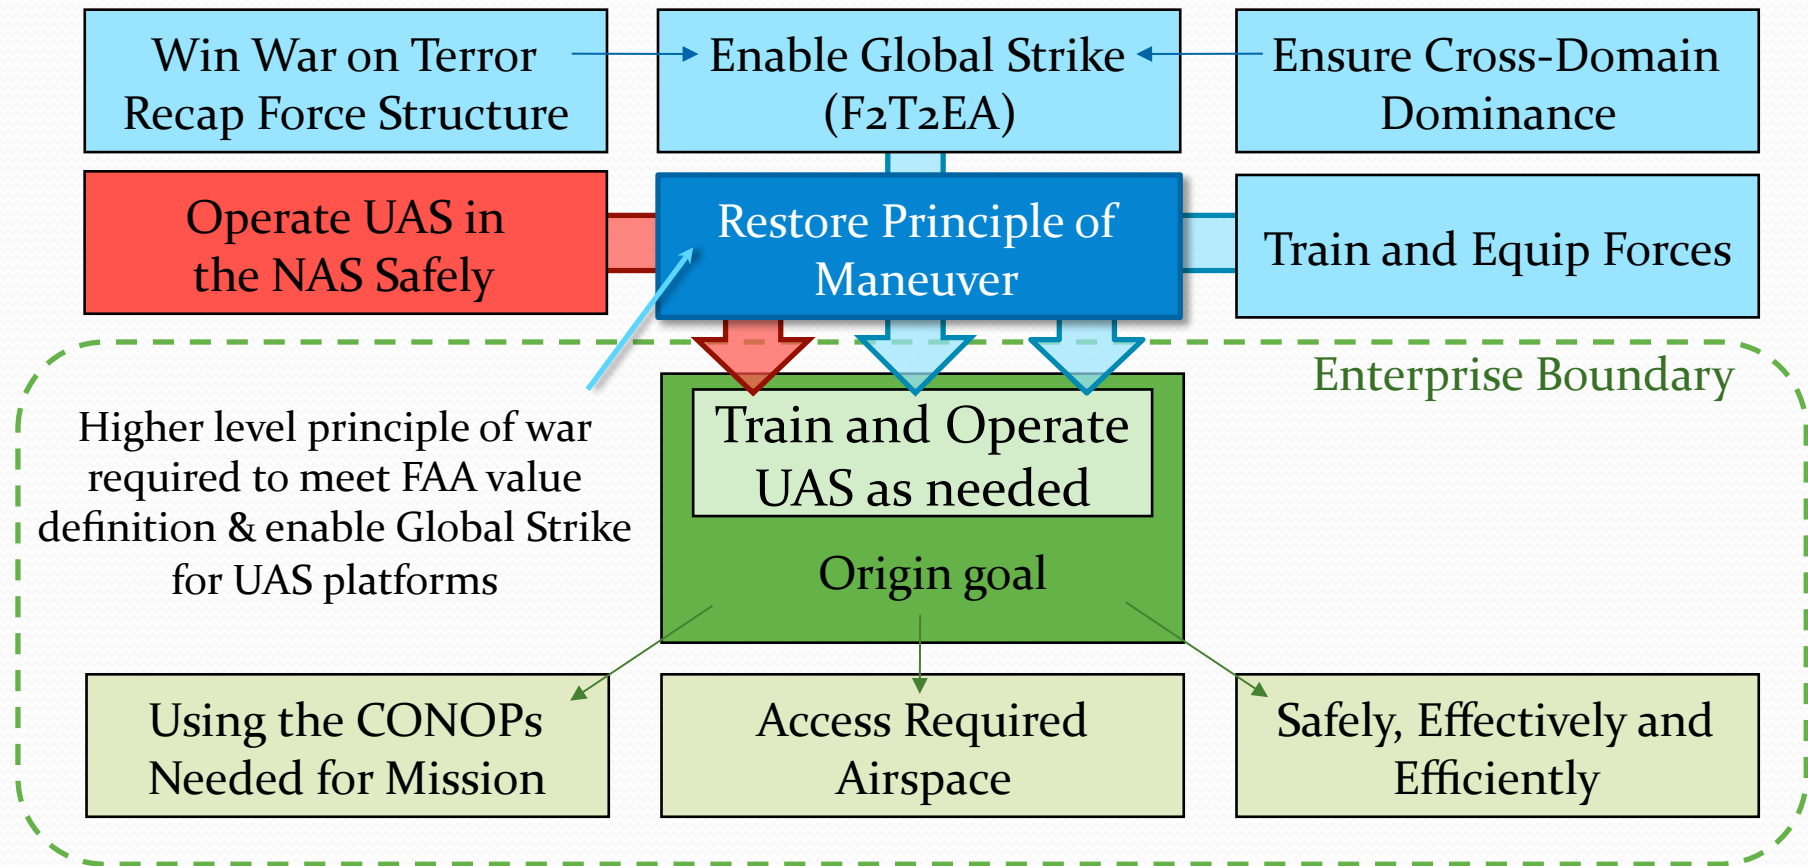 Win War on Terror
Recap Force Structure
Enable Global Strike
(F2T2EA)
Ensure Cross-Domain
Dominance
Operate UAS in
the NAS Safely
Restore Principle of
Maneuver
Train and Equip Forces
Enterprise Boundary
Higher level principle of war
required to meet FAA value
definition & enable Global Strike
for UAS platforms
Train and Operate
UAS as needed
Origin goal
Using the CONOPs
Needed for Mission
Access Required
Airspace
Safely, Effectively and
Efficiently